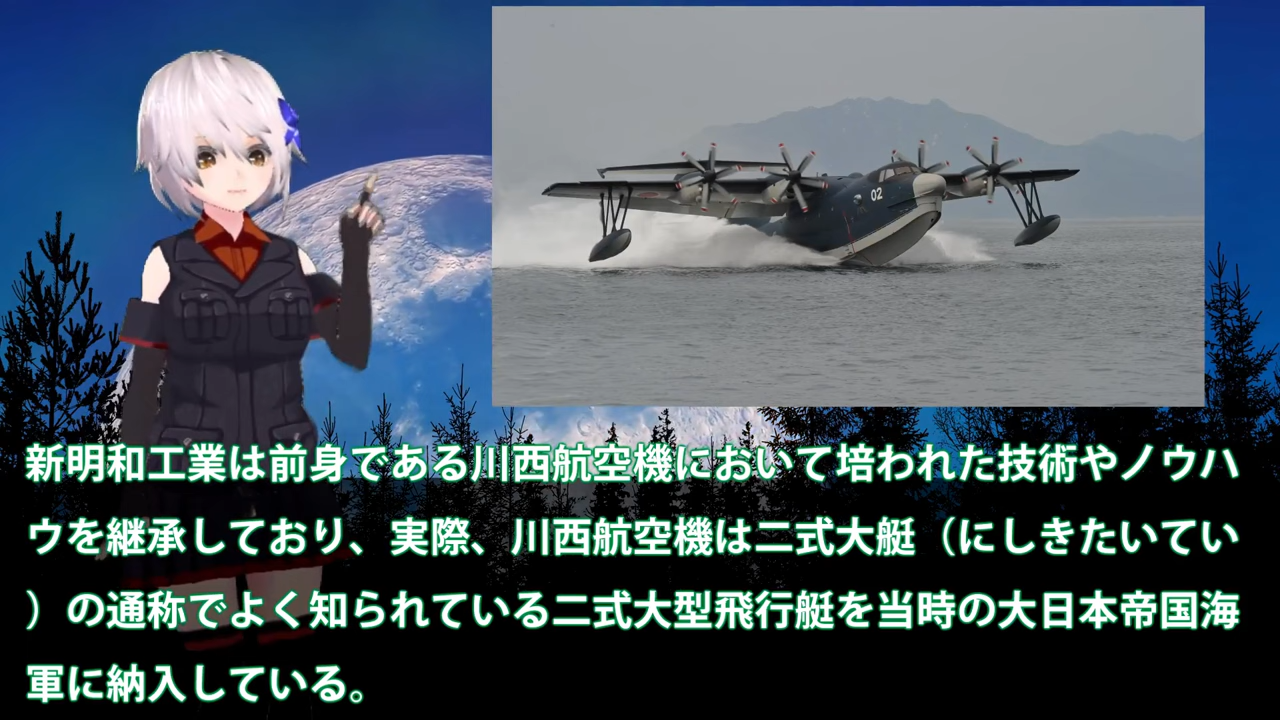 02
新明和工業は前身である川西航空機において培われた技術やノウハ
ウを継承しており、実際、川西航空機は二式大艇（にしきたいてい
）の通称でよく知られている二式大型飛行艇を当時の大日本帝国海
軍に納入している。